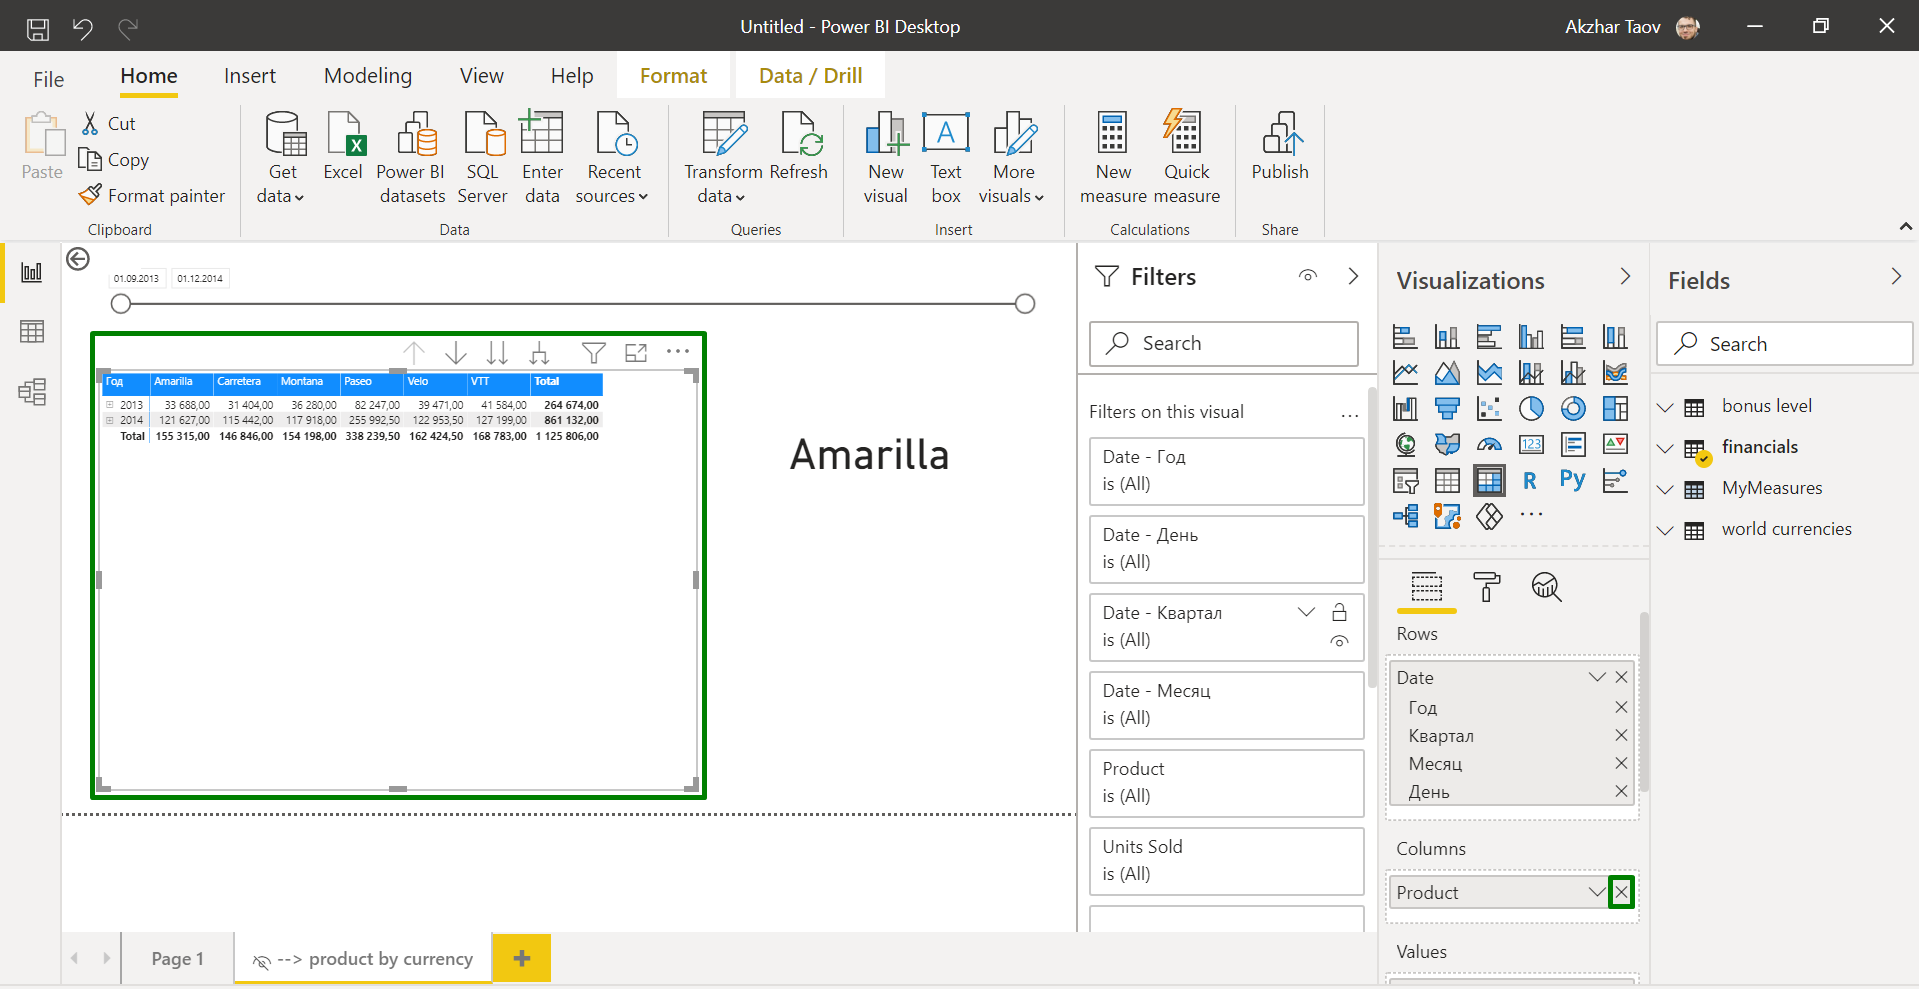 Untitled - Power BI Desktop
Akzhar Taov
File
Home
Insert
Modeling
View
Help
Format
Data / Drill
Paste
Cut
Copy
Format painter
Clipboard
Get data
Excel
Power BI datasets
SQL Server
Enter data
Recent sources
Data
Transform data
Refresh
Queries
New visual
Text box
More visuals
Insert
New measure
Quick measure
Calculations
Publish
Share
01.09.2013 01.12.2014
Год Amarilla Carretera Montana Paseo Velo VTT Total
2013 33 688,00 31 404,00 36 280,00 82 247,00 39 471,00 41 584,00 264 674,00
2014 121 627,00 115 442,00 117 918,00 255 992,50 122 953,50 127 199,00 861 132,00
Total 155 315,00 146 846,00 154 198,00 338 239,50 162 424,50 168 783,00 1 125 806,00
Amarilla
Filters
Search
Filters on this visual
Date - Год
is (All)
Date - День
is (All)
Date - Квартал
is (All)
Date - Месяц
is (All)
Product
is (All)
Units Sold
is (All)
Visualizations
123
R
Py
Rows
Date
Год
Квартал
Месяц
День
Columns
Product
Values
Fields
Search
bonus level
financials
MyMeasures
world currencies
Page 1
--> product by currency
+